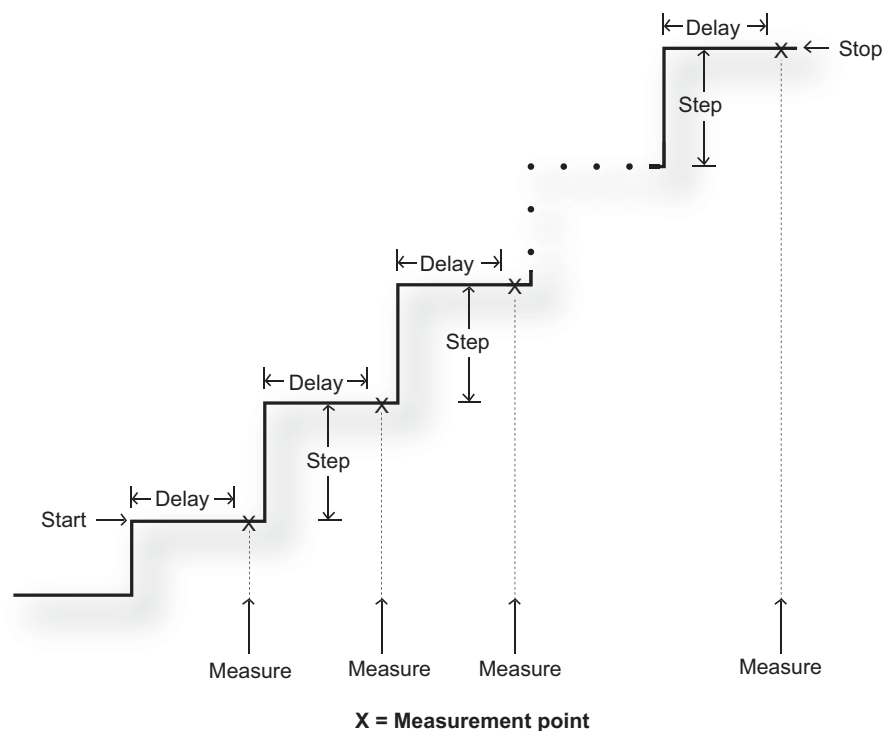 Delay
Stop
Step
Delay
Step
Delay
Step
Delay
Start
Measure
Measure
Measure
Measure
X = Measurement point
X
X
X
X